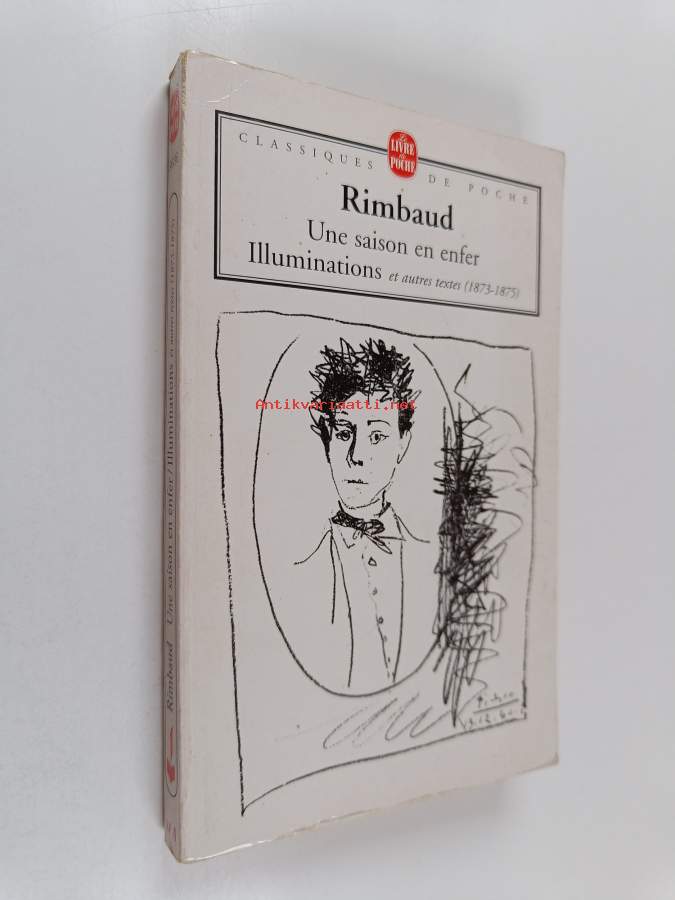 Le
LIVRE
de
POCHE
CLASSIQUES DE POCHE
Rimbaud
Une saison en enfer
Illuminations et autres textes (1873-1875)
Antikvariaatti.net
Picasso
Rimbaud Une saison en enfer / Illuminations et autres textes (1873-1875)